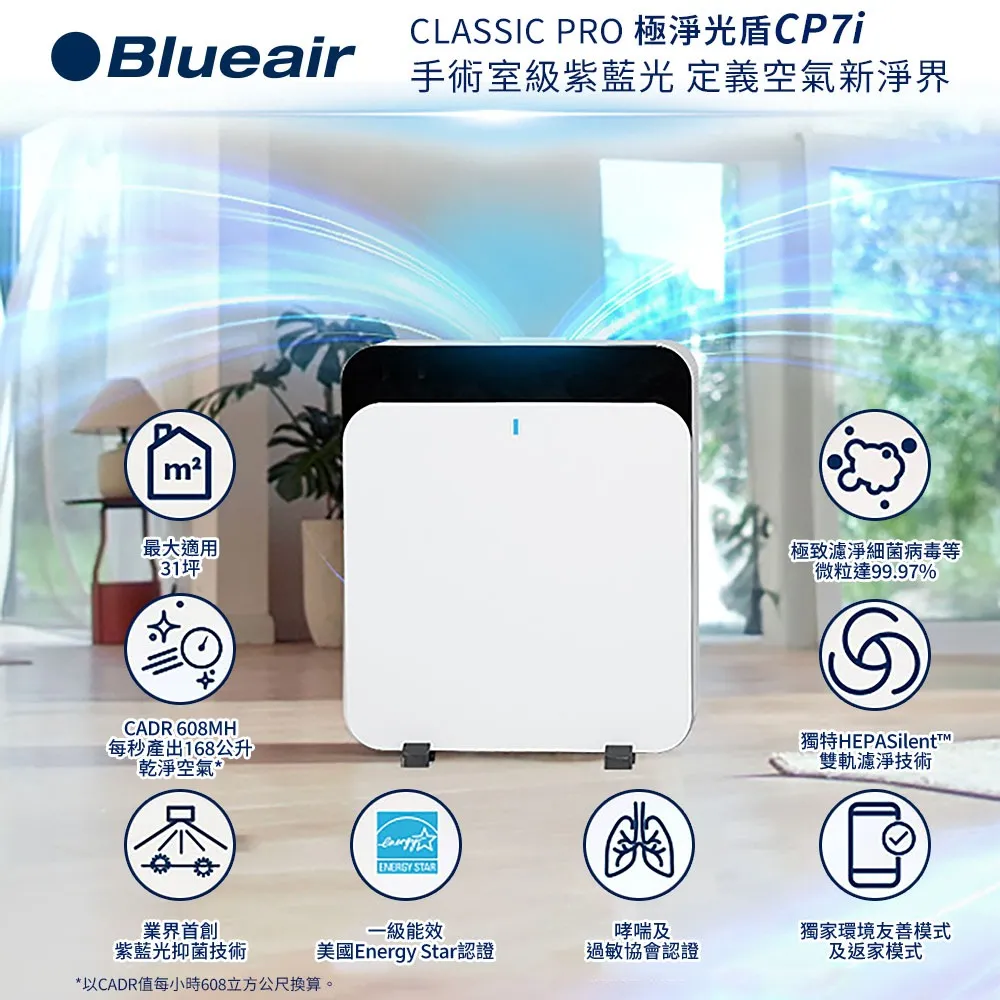 Blueair
CLASSIC PRO 極淨光盾CP7i
手術室級紫藍光 定義空氣新淨界
m²
最大適用
31坪
極致濾淨細菌病毒等
微粒達99.97%
CADR 608MH
每秒產出168公升
乾淨空氣*
獨特HEPASilent™
雙軌濾淨技術
業界首創
紫藍光抑菌技術
energy
ENERGY STAR
一級能效
美國Energy Star認證
哮喘及
過敏協會認證
獨家環境友善模式
及返家模式
*以CADR值每小時608立方公尺換算。